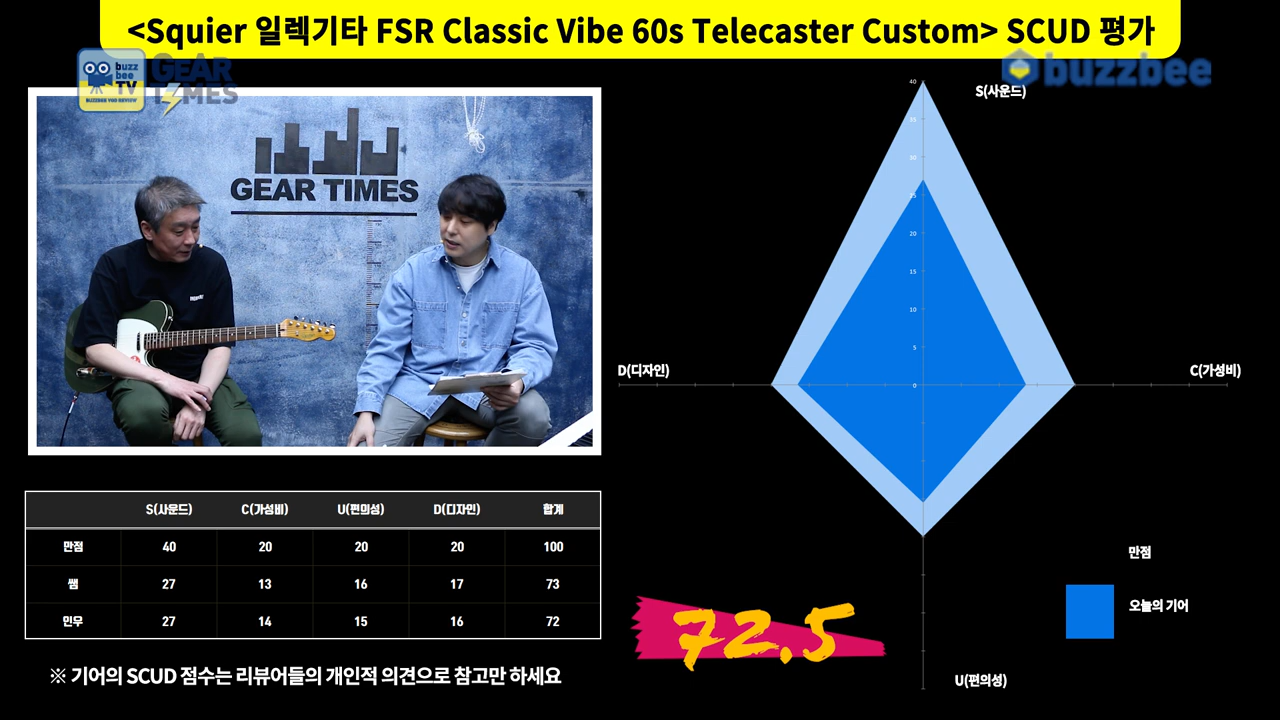 <Squier 일렉기타 FSR Classic Vibe 60s Telecaster Custom> SCUD 평가
buzz
bee
TV
BUZZBEE YOU REVIEW
GEAR
TIMES
buzzbee
GEAR TIMES
S(사운드)
40
35
30
25
20
15
10
5
0
D(디자인)
C(가성비)
U(편의성)
만점
오늘의 기어
S(사운드) C(가성비) U(편의성) D(디자인) 합계
만점 40 20 20 20 100
쌤 27 13 16 17 73
민우 27 14 15 16 72
72.5
※ 기어의 SCUD 점수는 리뷰어들의 개인적 의견으로 참고만 하세요